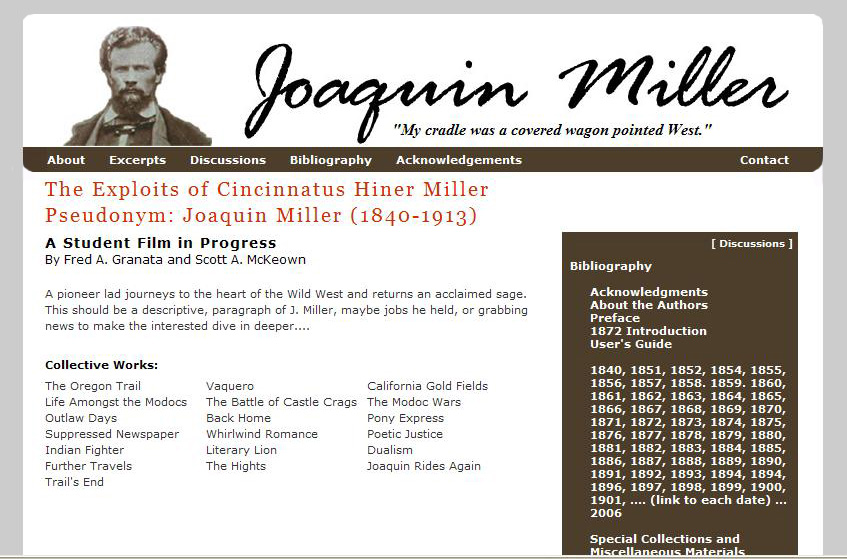 Joaquin Miller
"My cradle was a covered wagon pointed West."
About Excerpts Discussions Bibliography Acknowledgements Contact
The Exploits of Cincinnatus Hiner Miller
Pseudonym: Joaquin Miller (1840-1913)
A Student Film in Progress
By Fred A. Granata and Scott A. McKeown
A pioneer lad journeys to the heart of the Wild West and returns an acclaimed sage.
This should be a descriptive, paragraph of J. Miller, maybe jobs he held, or grabbing
news to make the interested dive in deeper....
Collective Works:
The Oregon Trail Vaquero California Gold Fields
Life Amongst the Modocs The Battle of Castle Crags The Modoc Wars
Outlaw Days Back Home Pony Express
Suppressed Newspaper Whirlwind Romance Poetic Justice
Indian Fighter Literary Lion Dualism
Further Travels The Hights Joaquin Rides Again
Trail's End
[ Discussions ]
Bibliography
Acknowledgments
About the Authors
Preface
1872 Introduction
User's Guide
1840, 1851, 1852, 1854, 1855,
1856, 1857, 1858. 1859. 1860,
1861, 1862, 1863, 1864, 1865,
1866, 1867, 1868, 1869, 1870,
1871, 1872, 1873, 1874, 1875,
1876, 1877, 1878, 1879, 1880,
1881, 1882, 1883, 1884, 1885,
1886, 1887, 1888, 1889, 1890,
1891, 1892, 1893, 1894, 1894,
1896, 1897, 1898, 1899, 1900,
1901, .... (link to each date) ...
2006
Special Collections and
Miscellaneous Materials